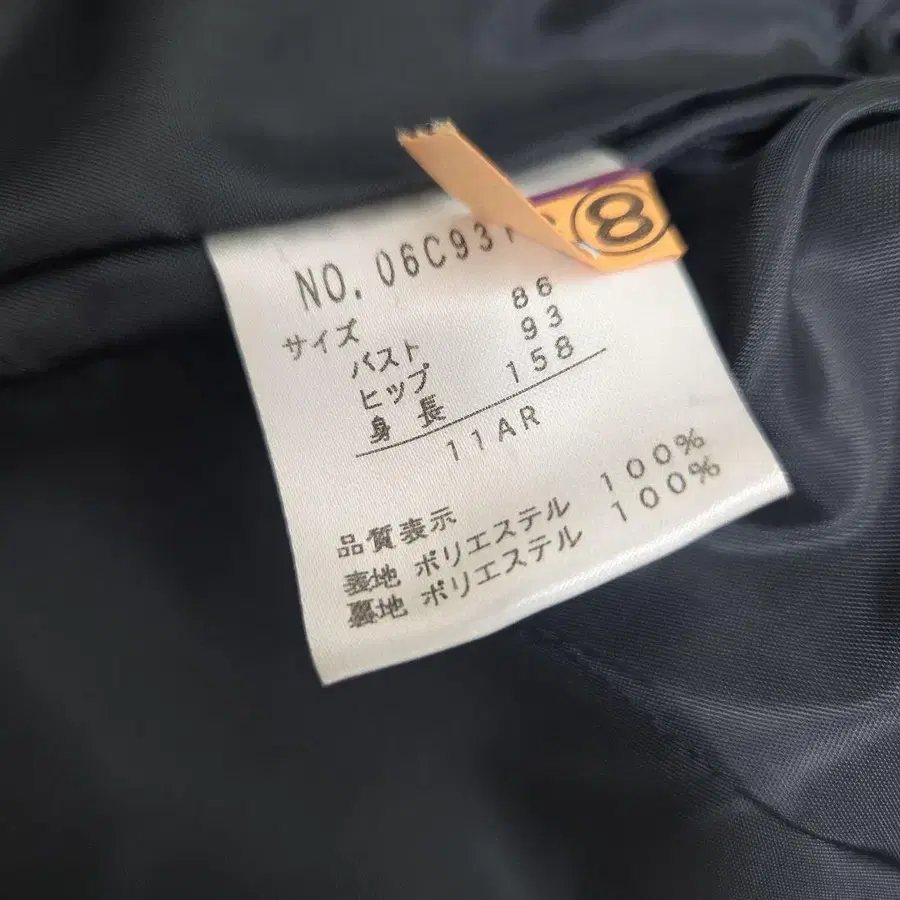 ⑧
NO. 06C93
サイズ
バスト 86
ヒップ 93
身長 158
11AR
品質表示
表地 ポリエステル 100%
裏地 ポリエステル 100%